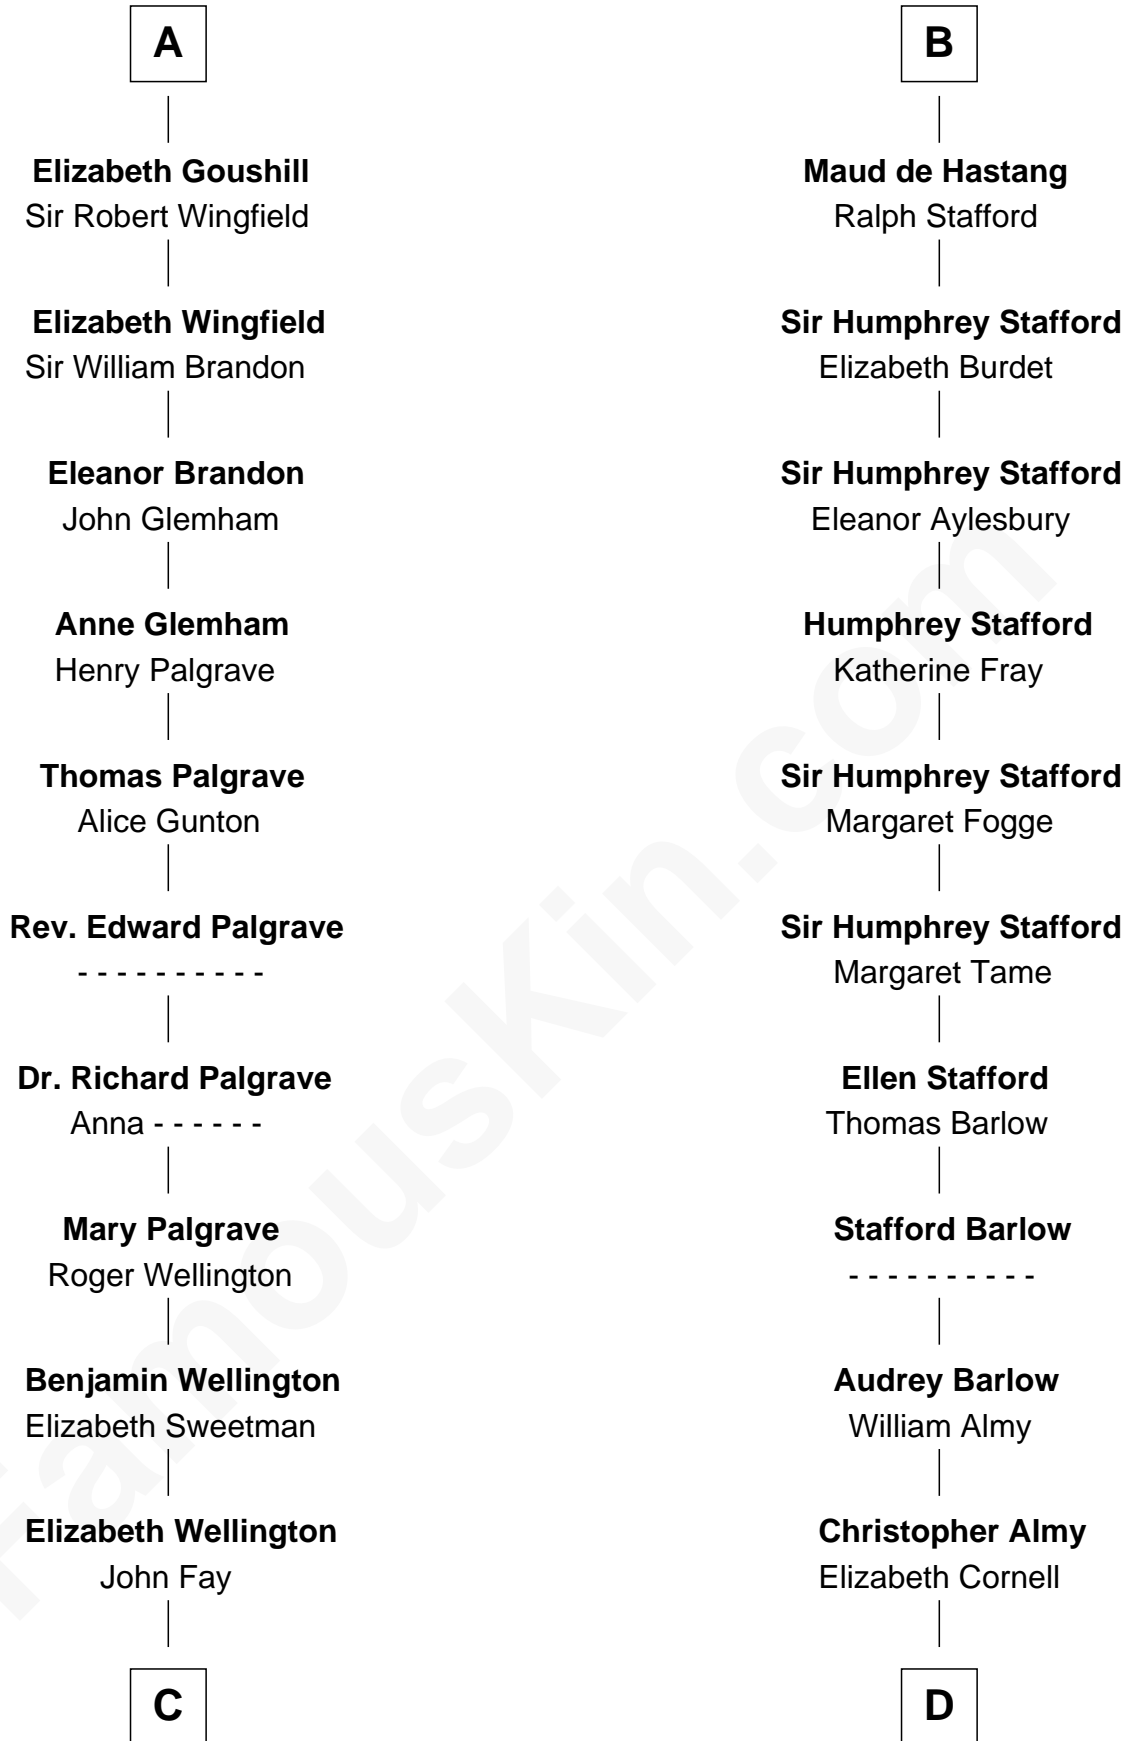 A
Elizabeth Goushill
Sir Robert Wingfield
Elizabeth Wingfield
Sir William Brandon
Eleanor Brandon
John Glemham
Anne Glemham
Henry Palgrave
Thomas Palgrave
Alice Gunton
Rev. Edward Palgrave
- - - - - - - - - -
Dr. Richard Palgrave
Anna - - - - - -
Mary Palgrave
Roger Wellington
Benjamin Wellington
Elizabeth Sweetman
Elizabeth Wellington
John Fay
C
B
Maud de Hastang
Ralph Stafford
Sir Humphrey Stafford
Elizabeth Burdet
Sir Humphrey Stafford
Eleanor Aylesbury
Humphrey Stafford
Katherine Fray
Sir Humphrey Stafford
Margaret Fogge
Sir Humphrey Stafford
Margaret Tame
Ellen Stafford
Thomas Barlow
Stafford Barlow
- - - - - - - - - -
Audrey Barlow
William Almy
Christopher Almy
Elizabeth Cornell
D
FamousKin.com